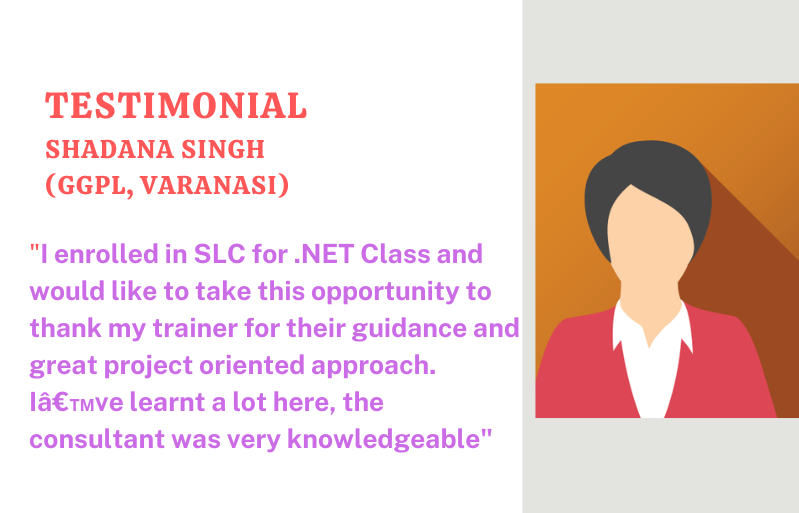 TESTIMONIAL
SHADANA SINGH
(GGPL, VARANASI)
"I enrolled in SLC for .NET Class and
would like to take this opportunity to
thank my trainer for their guidance and
great project oriented approach.
Iâ€™ve learnt a lot here, the
consultant was very knowledgeable"